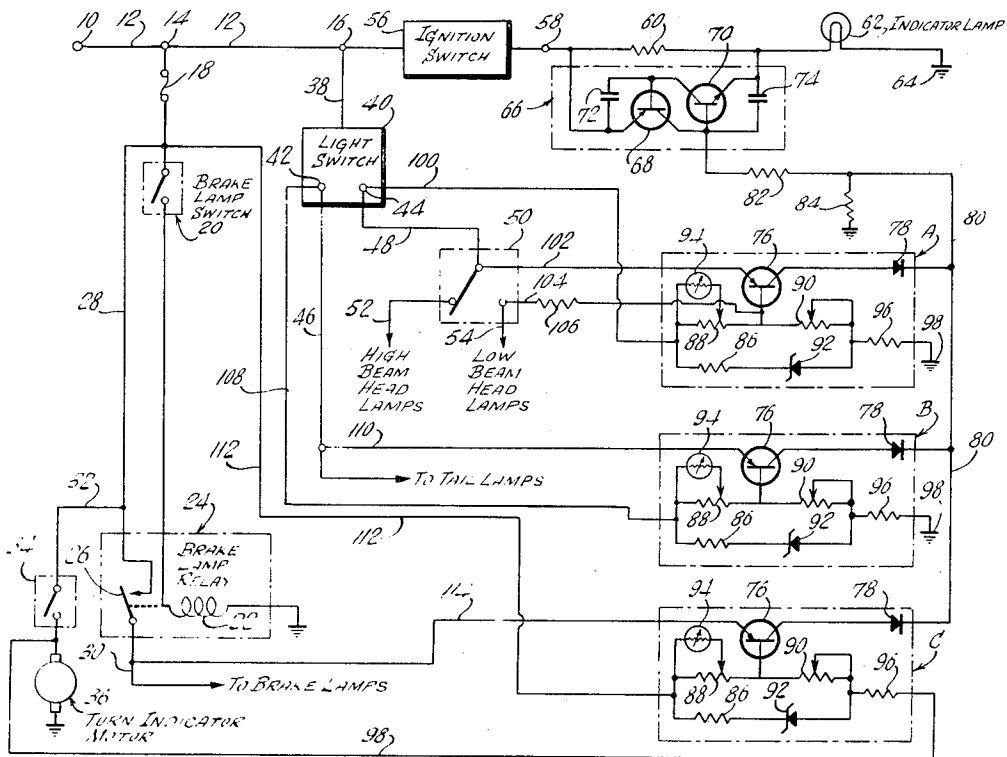 10
12
14
12
16
56
IGNITION
SWITCH
58
60
70
62, INDICATOR LAMP
64
18
38
40
66
72
68
74
LIGHT
SWITCH
42
44
100
82
84
80
BRAKE
LAMP
SWITCH
20
48
50
102
104
106
52
54
HIGH
BEAM
HEAD
LAMPS
LOW
BEAM
HEAD
LAMPS
94
76
78
A
88
90
86
92
96
98
28
46
108
112
110
TO TAIL LAMPS
112
94
76
78
B
88
90
86
92
96
98
80
32
34
26
24
BRAKE
LAMP
RELAY
22
30
TO BRAKE LAMPS
36
TURN INDICATOR
MOTOR
114
94
76
78
C
88
90
86
92
96
98